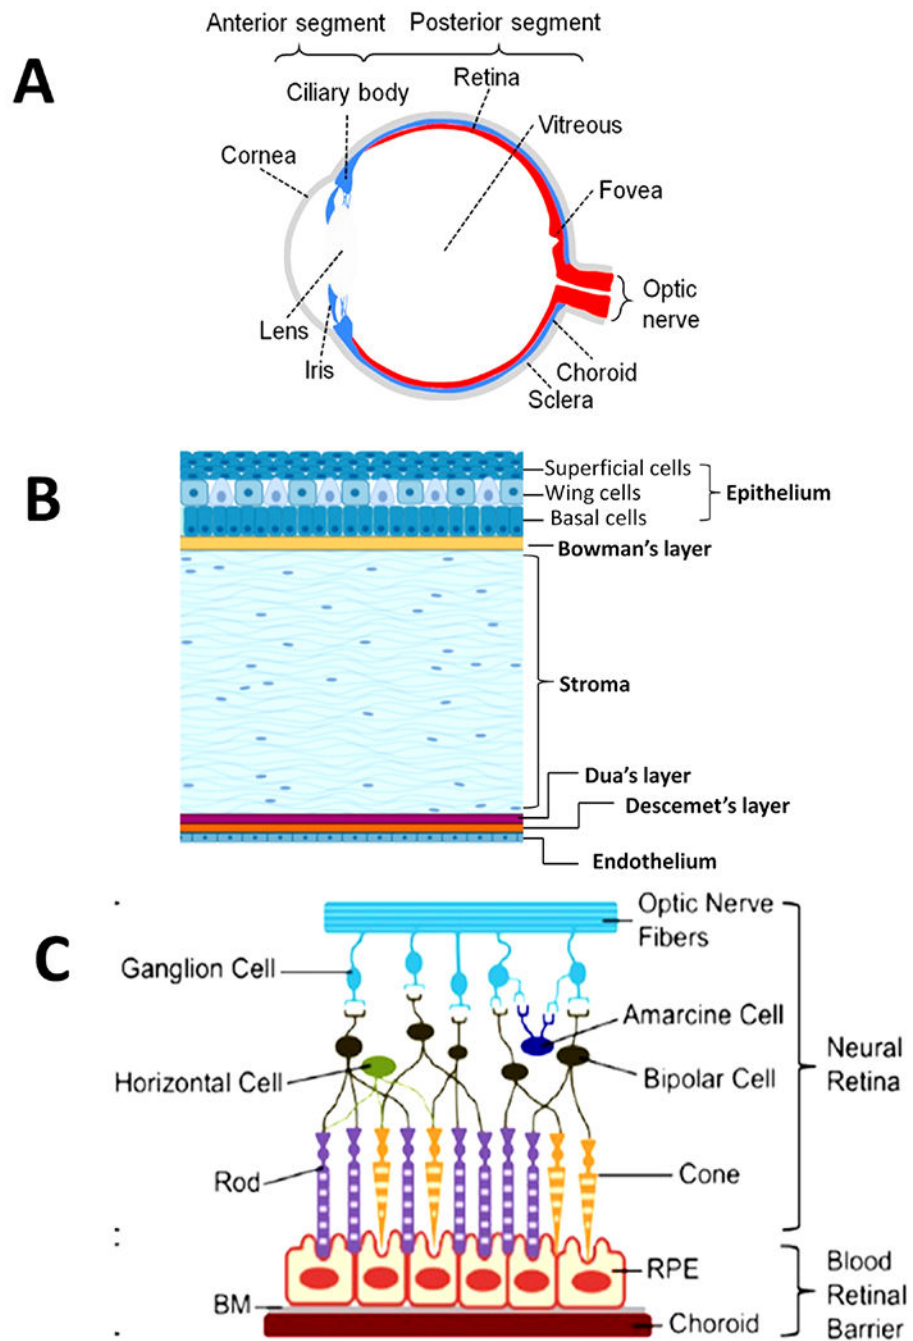 Anterior segment
Posterior segment
A
Ciliary body
Retina
Vitreous
Cornea
Fovea
Optic
nerve
Lens
Iris
Choroid
Sclera
B
Superficial cells
Wing cells
Epithelium
Basal cells
Bowman's layer
Stroma
Dua's layer
Descemet's layer
Endothelium
C
Optic Nerve
Fibers
Ganglion Cell
Amarcine Cell
Horizontal Cell
Bipolar Cell
Neural
Retina
Rod
Cone
RPE
BM
Choroid
Blood
Retinal
Barrier